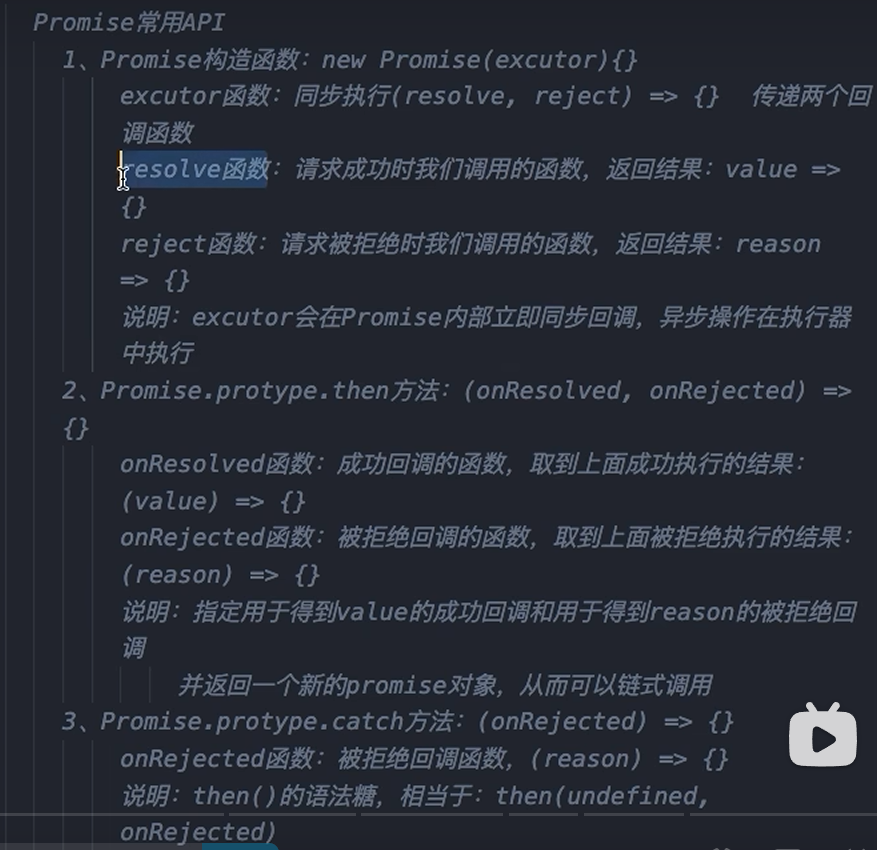 Promise常用API
1、Promise构造函数：new Promise(excutor){}
excutor函数：同步执行(resolve, reject) => {}  传递两个回
调函数
resolve函数：请求成功时我们调用的函数，返回结果：value =>
{}
reject函数：请求被拒绝时我们调用的函数，返回结果：reason
=> {}
说明：excutor会在Promise内部立即同步回调，异步操作在执行器
中执行
2、Promise.protype.then方法：(onResolved, onRejected) =>
{}
onResolved函数：成功回调的函数，取到上面成功执行的结果：
(value) => {}
onRejected函数：被拒绝回调的函数，取到上面被拒绝执行的结果：
(reason) => {}
说明：指定用于得到value的成功回调和用于得到reason的被拒绝回
调
并返回一个新的promise对象，从而可以链式调用
3、Promise.protype.catch方法：(onRejected) => {}
onRejected函数：被拒绝回调函数，(reason) => {}
说明：then()的语法糖，相当于：then(undefined,
onRejected)